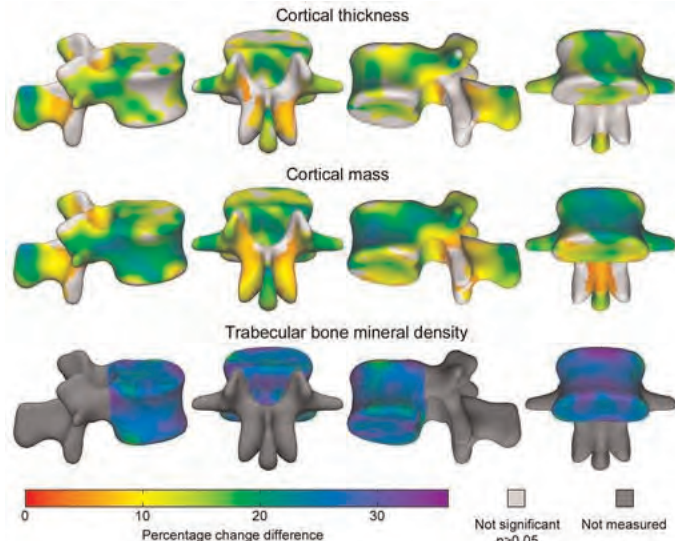 Cortical thickness
Cortical mass
Trabecular bone mineral density
0 10 20 30
Percentage change difference
Not significant
p>0.05
Not measured